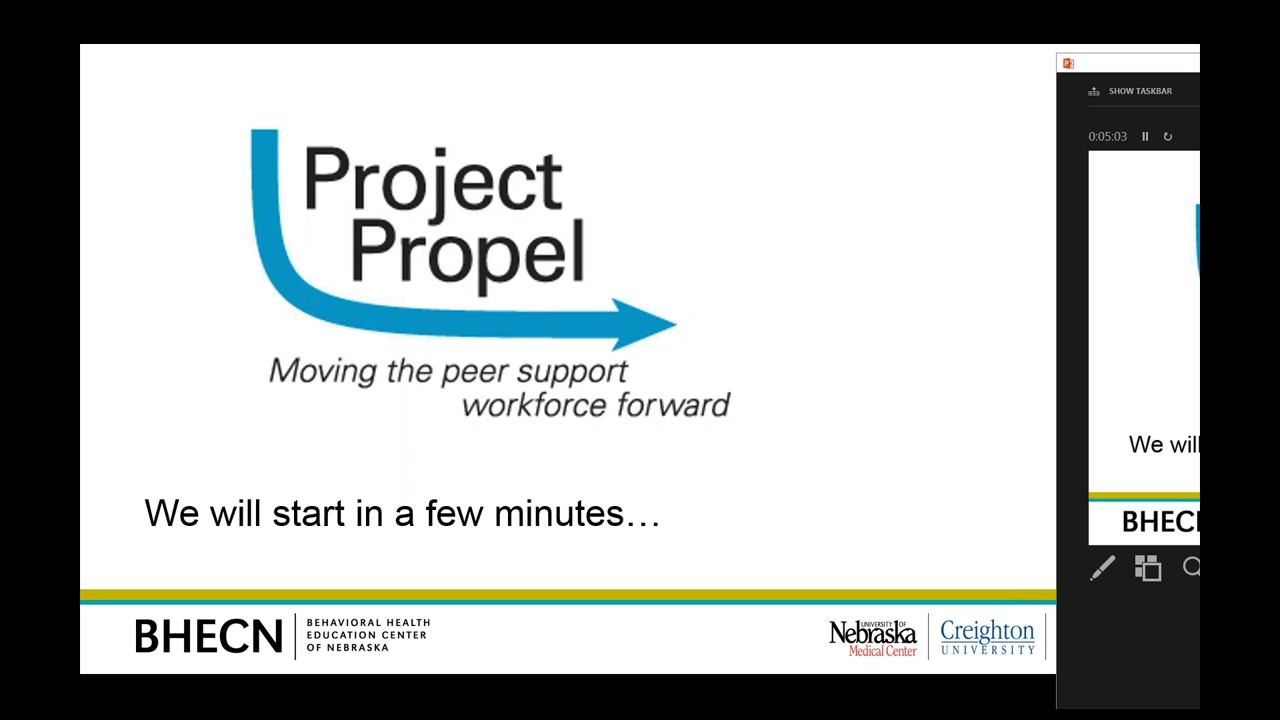 Project
Propel
Moving the peer support
workforce forward
We will start in a few minutes…
BHECN
BEHAVIORAL HEALTH
EDUCATION CENTER
OF NEBRASKA
UNIVERSITY OF
Nebraska
Medical Center
Creighton
UNIVERSITY
SHOW TASKBAR
0:05:03
We will
BHECN